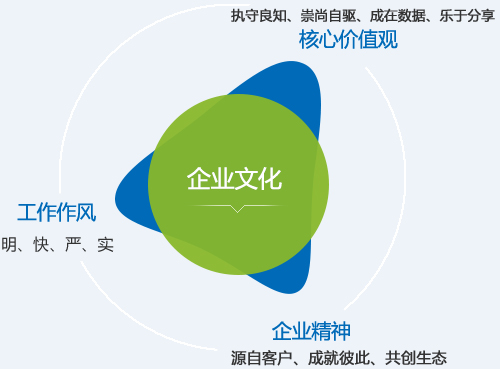 执守良知、崇尚自驱、成在数据、乐于分享
核心价值观
企业文化
工作作风
明、快、严、实
企业精神
源自客户、成就彼此、共创生态